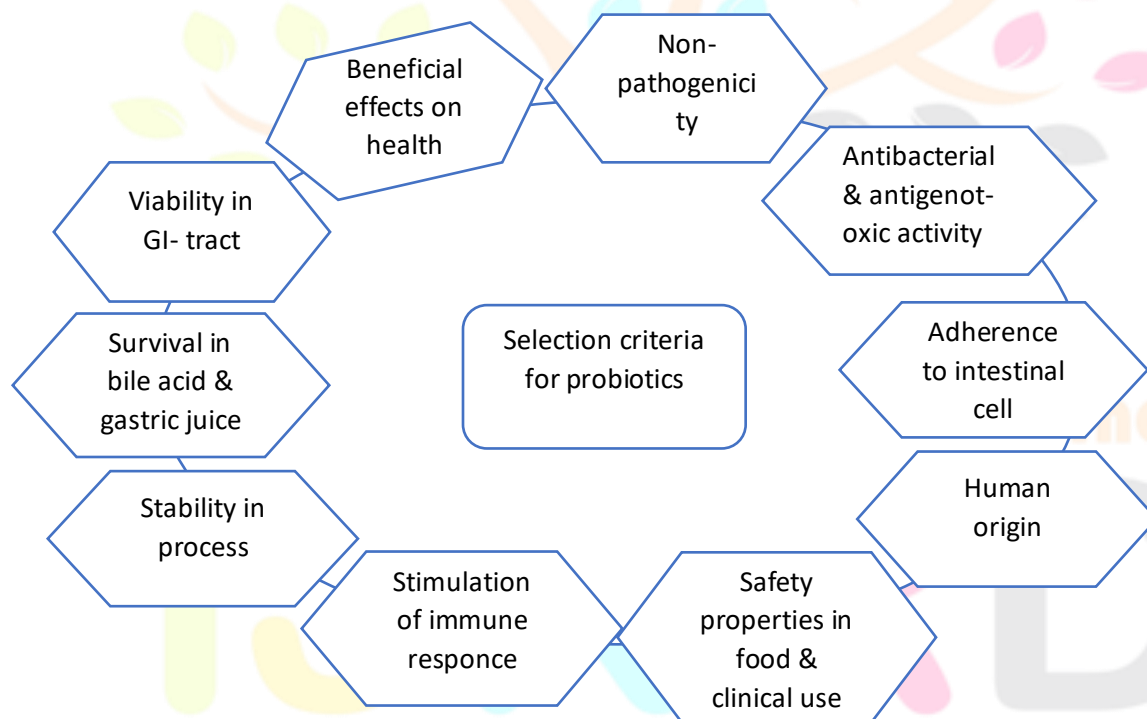 Non-
pathogenici
ty
Beneficial
effects on
health
Antibacterial
& antigenot-
oxic activity
Viability in
GI- tract
Selection criteria
for probiotics
Adherence
to intestinal
cell
Survival in
bile acid &
gastric juice
Human
origin
Stability in
process
Stimulation
of immune
responce
Safety
properties in
food &
clinical use